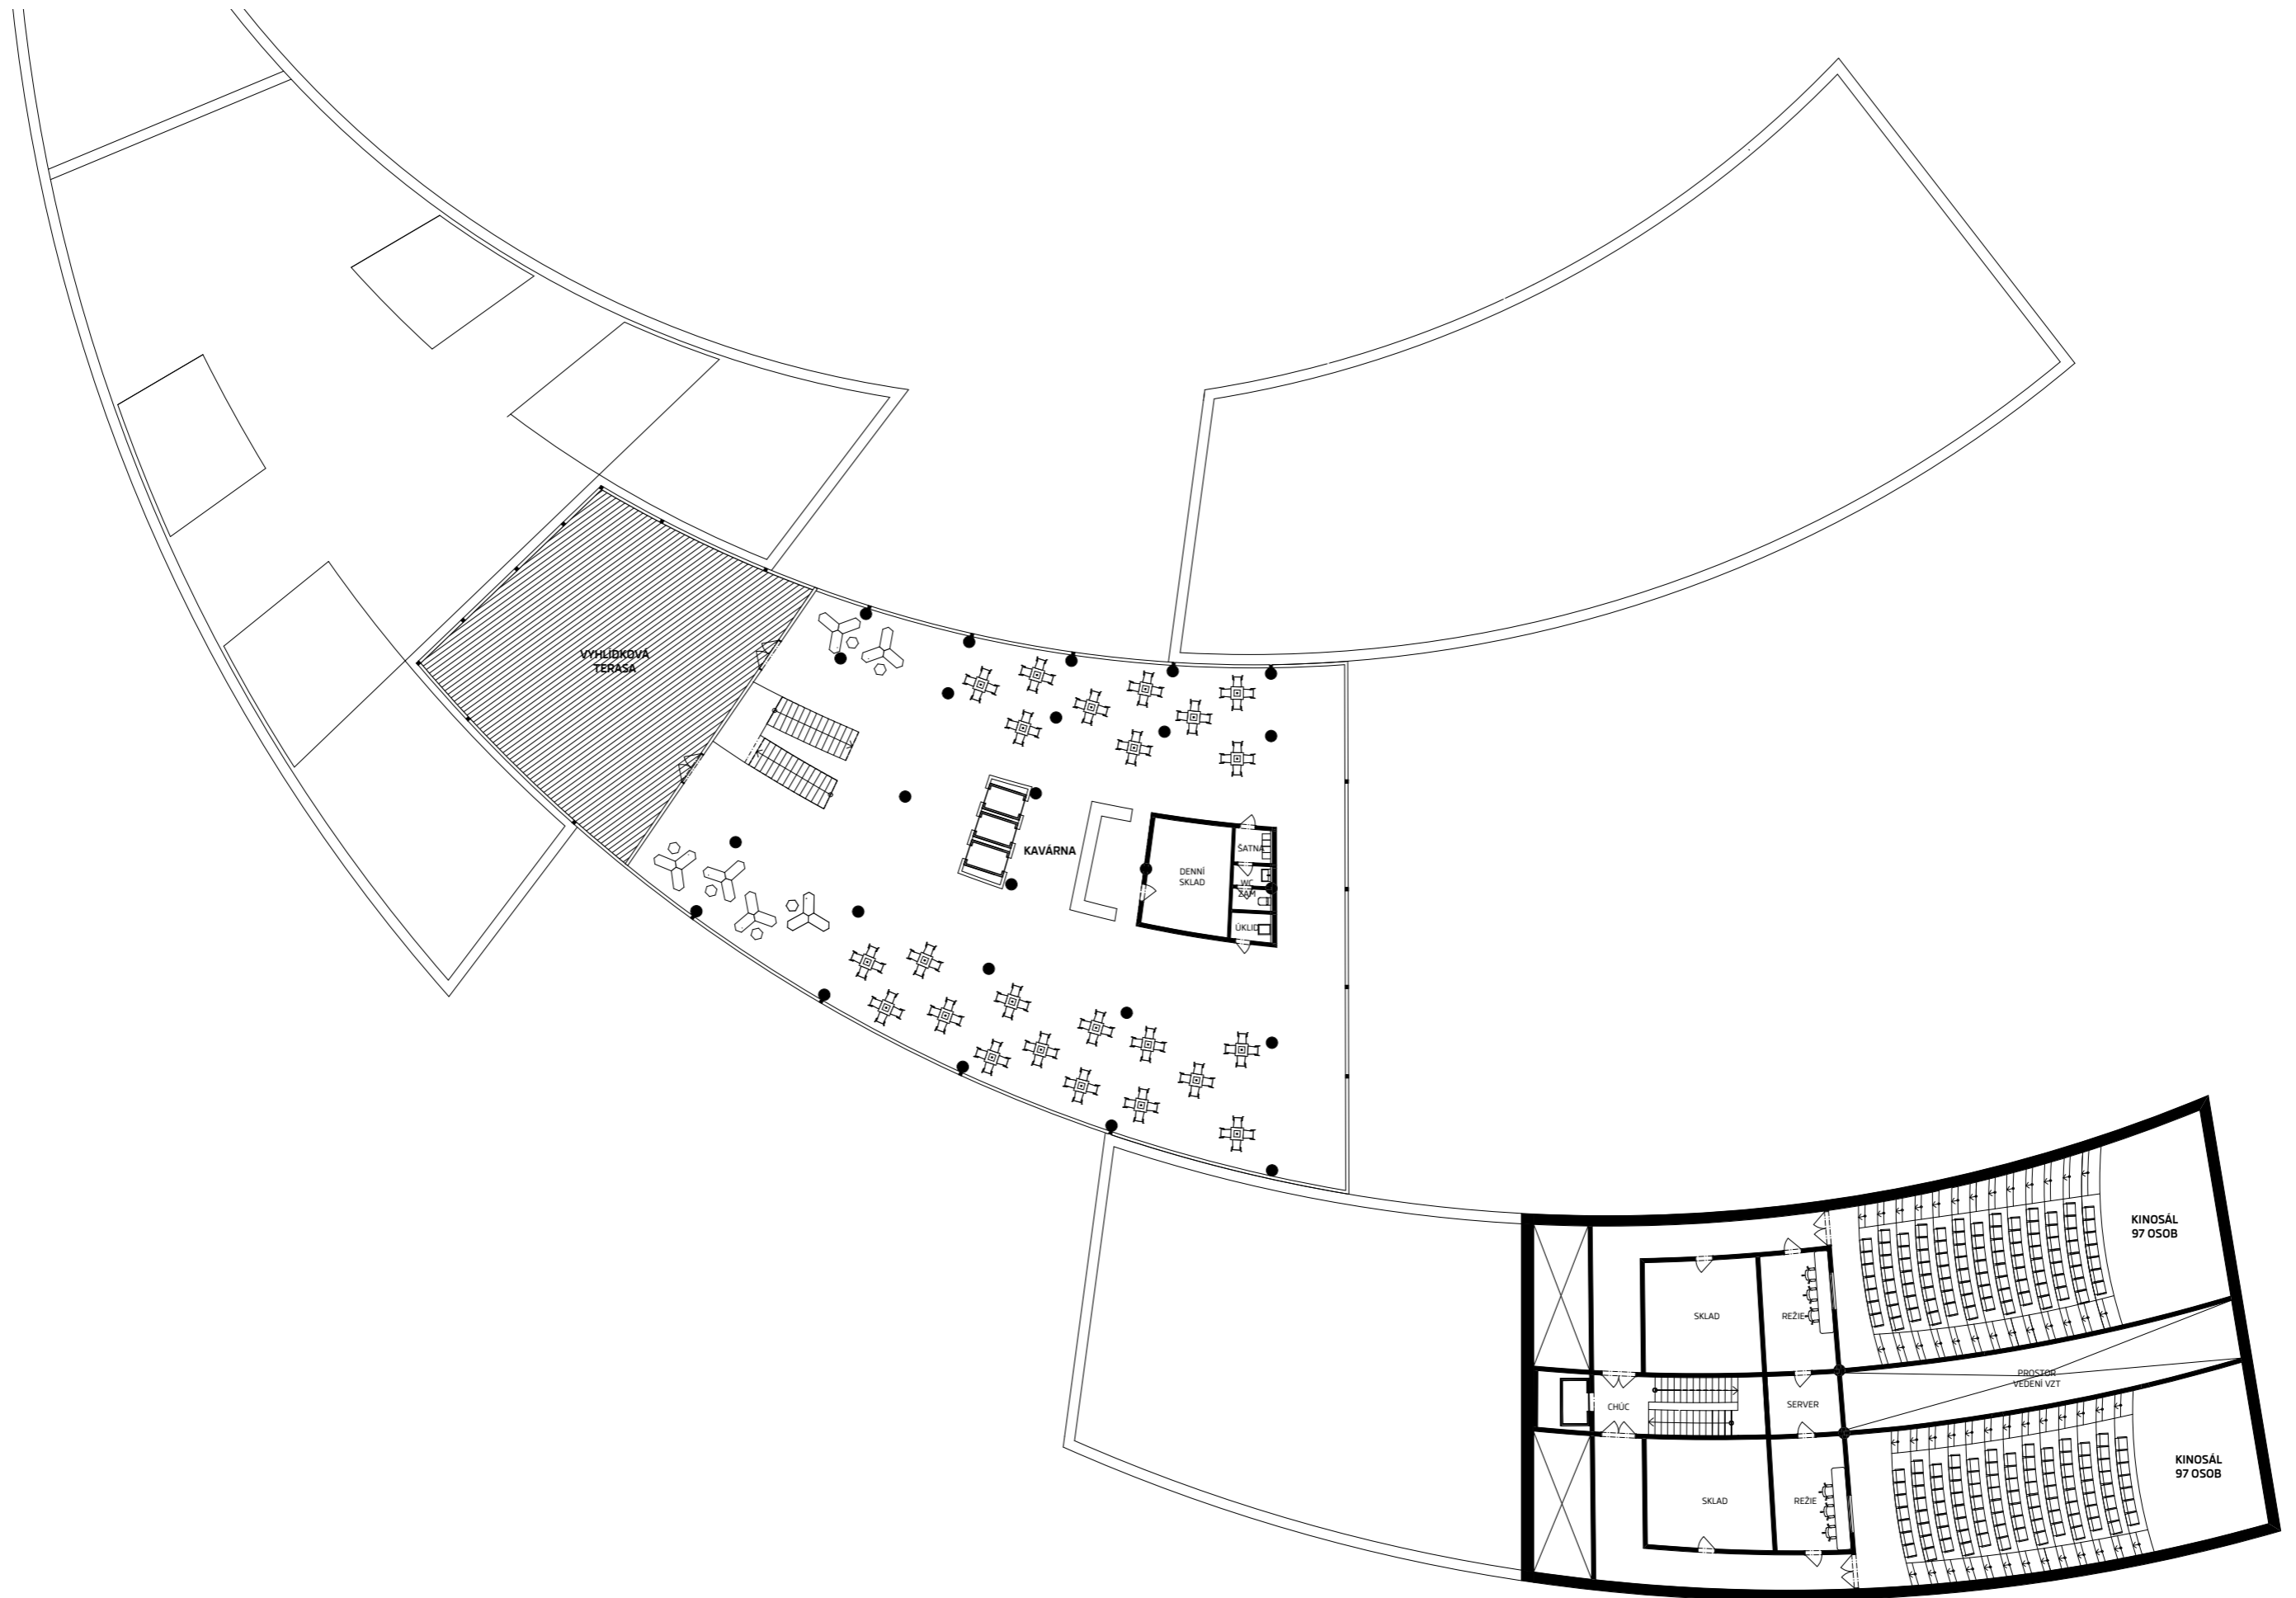 VYHLÍDKOVÁ
TERASA
KAVÁRNA
DENNÍ
SKLAD
ŠATNA
WC
ZAM
ÚKLID
KINOSÁL
97 OSOB
SKLAD
REŽIE
PROSTOR
VEDENÍ VZT
CHÚC
SERVER
KINOSÁL
97 OSOB
SKLAD
REŽIE